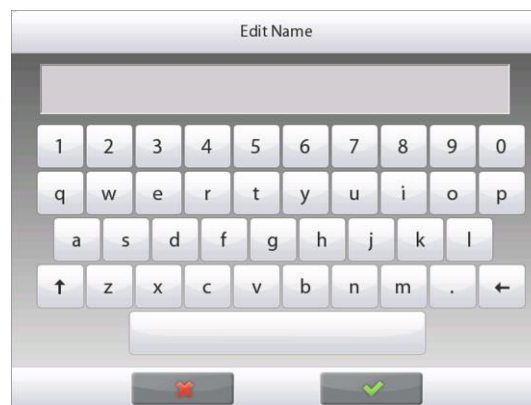 Edit Name
1 2 3 4 5 6 7 8 9 0
q w e r t y u i o p
a s d f g h j k l
↑ z x c v b n m . ←